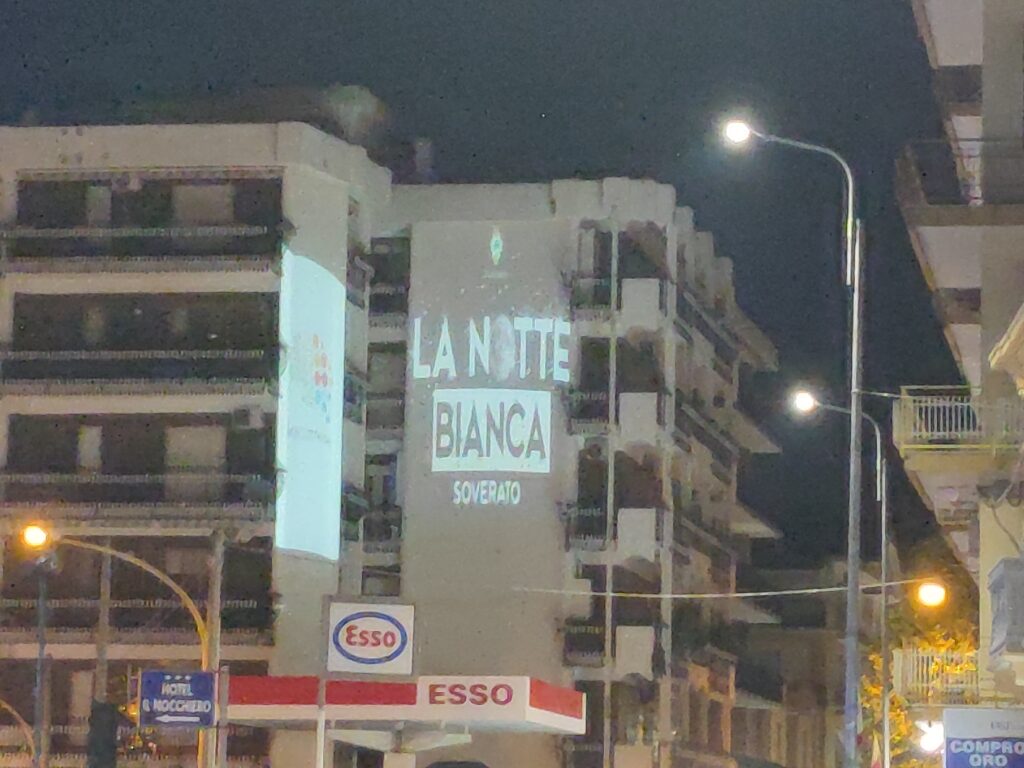 LA NOTTE
BIANCA
SOVERATO
Esso
ESSO
HOTEL
IL NOCCHIERO
COMPRO
ORO